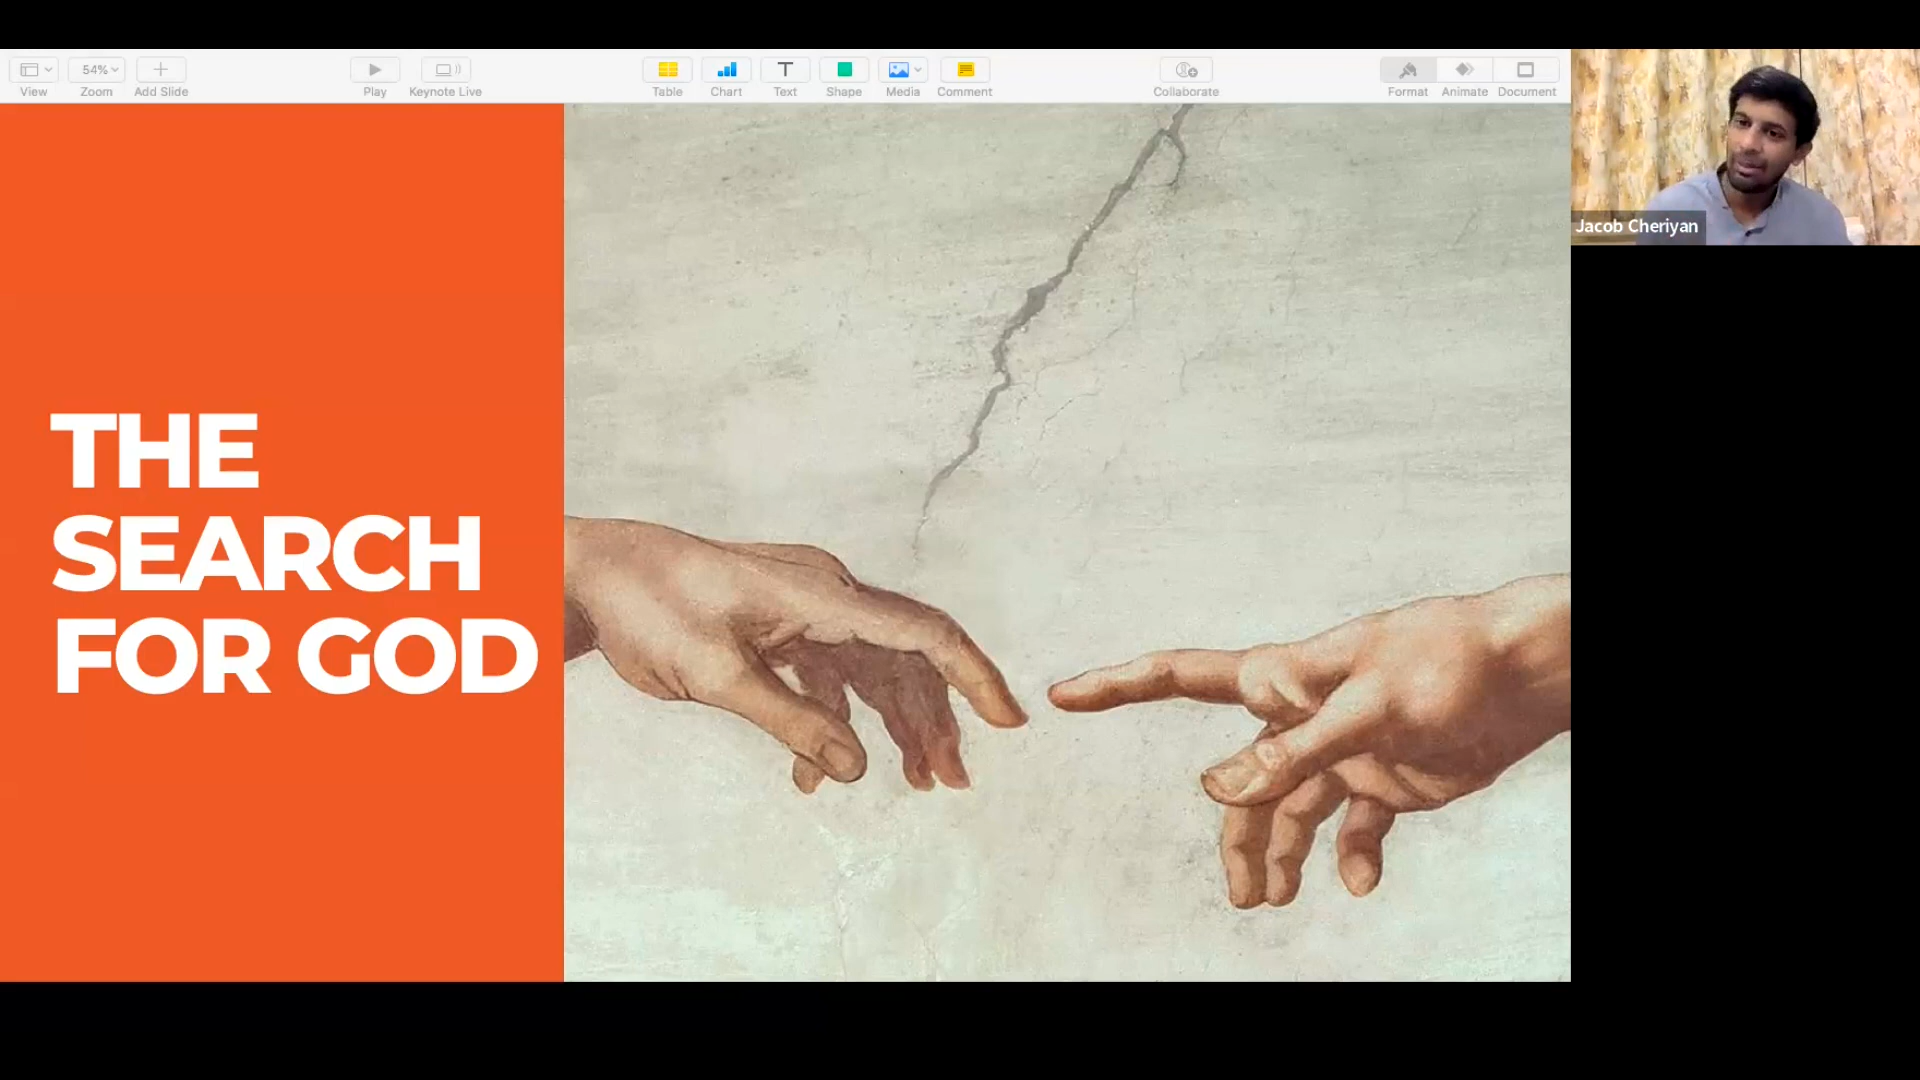 54%
View
Zoom
Add Slide
Play
Keynote Live
Table
Chart
Text
Shape
Media
Comment
Collaborate
Format
Animate
Document
Jacob Cheriyan
THE
SEARCH
FOR GOD